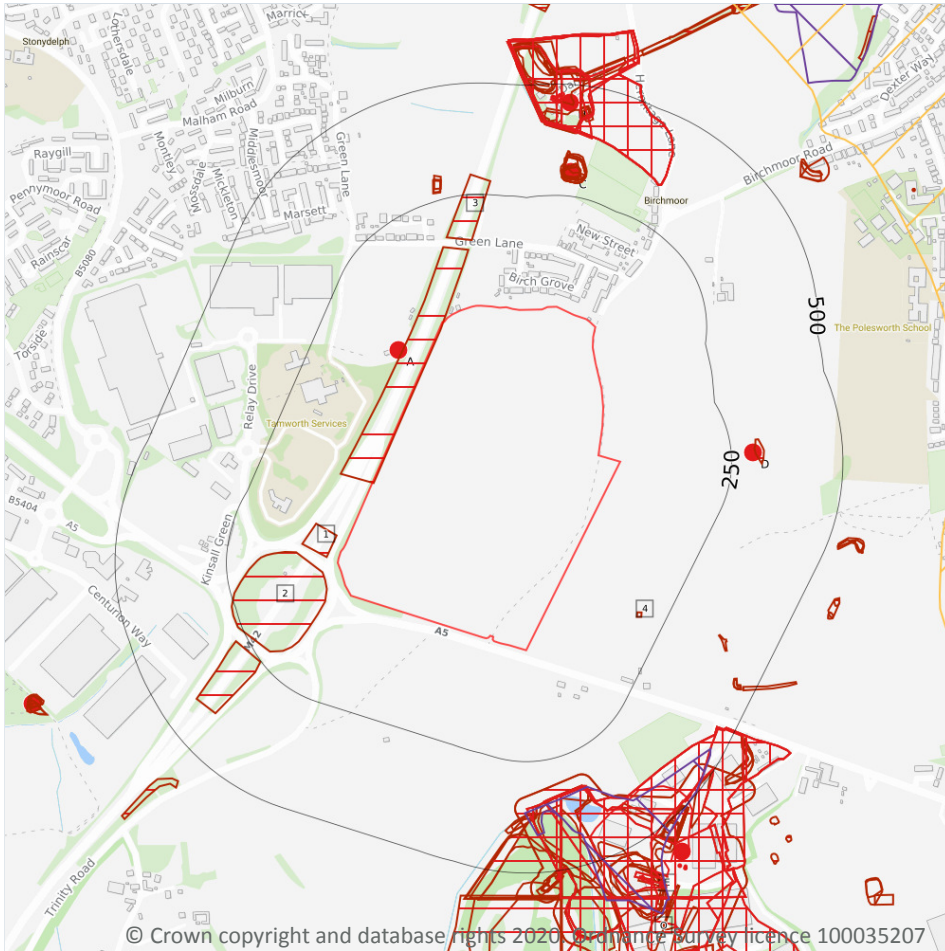 Marrick
Lothersdale
Stonydelph
Dexter Way
Milburn
Malham Road
Hermitage Lane
Raygill
Montley
Middlesmoor
Green Lane
Birchmoor Road
Mossdale
Mickleton
C
Pennymoor Road
Marsett
3
Birchmoor
Rainscar
New Street
B5080
Green Lane
Birch Grove
500
Torside
The Polesworth School
A
Relay Drive
Tamworth Services
250
D
B5404
A5
Kinsall Green
1
2
4
Centurion Way
A5
M42
Trinity Road
© Crown copyright and database rights 2020. Ordnance Survey licence 100035207